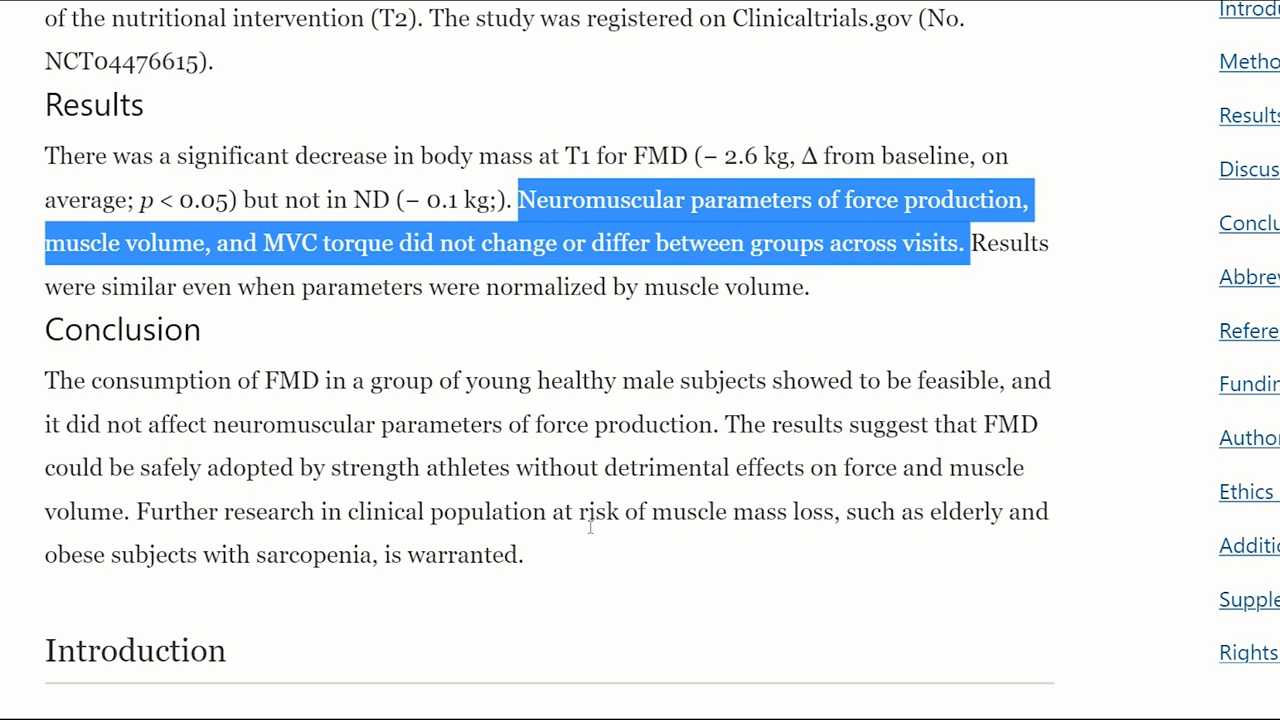 of the nutritional intervention (T2). The study was registered on Clinicaltrials.gov (No.
NCT04476615).
Results
There was a significant decrease in body mass at T1 for FMD (− 2.6 kg, Δ from baseline, on
average; p < 0.05) but not in ND (− 0.1 kg;). Neuromuscular parameters of force production,
muscle volume, and MVC torque did not change or differ between groups across visits. Results
were similar even when parameters were normalized by muscle volume.
Conclusion
The consumption of FMD in a group of young healthy male subjects showed to be feasible, and
it did not affect neuromuscular parameters of force production. The results suggest that FMD
could be safely adopted by strength athletes without detrimental effects on force and muscle
volume. Further research in clinical population at risk of muscle mass loss, such as elderly and
obese subjects with sarcopenia, is warranted.
Introduction
Introdu
Metho
Results
Discus
Conclu
Abbre
Refere
Fundin
Author
Ethics
Additio
Supple
Rights